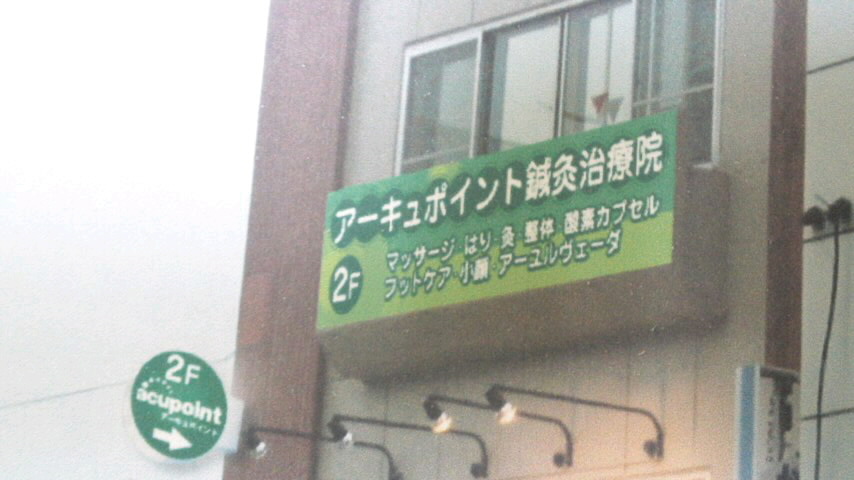 アーキュポイント鍼灸治療院
2F
マッサージ はり・灸・整体 酸素カプセル
フットケア・小顔・アーユルヴェーダ
2F
acupoint
アーキュポイント